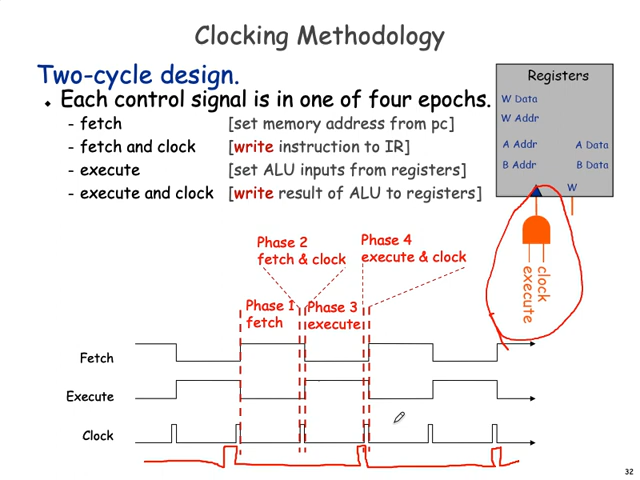 Clocking Methodology
Two-cycle design.
Each control signal is in one of four epochs.
- fetch [set memory address from pc]
- fetch and clock [write instruction to IR]
- execute [set ALU inputs from registers]
- execute and clock [write result of ALU to registers]
Registers
W Data
W Addr
A Addr A Data
B Addr B Data
W
clock
execute
Phase 2
fetch & clock
Phase 4
execute & clock
Phase 1
fetch
Phase 3
execute
Fetch
Execute
Clock
32